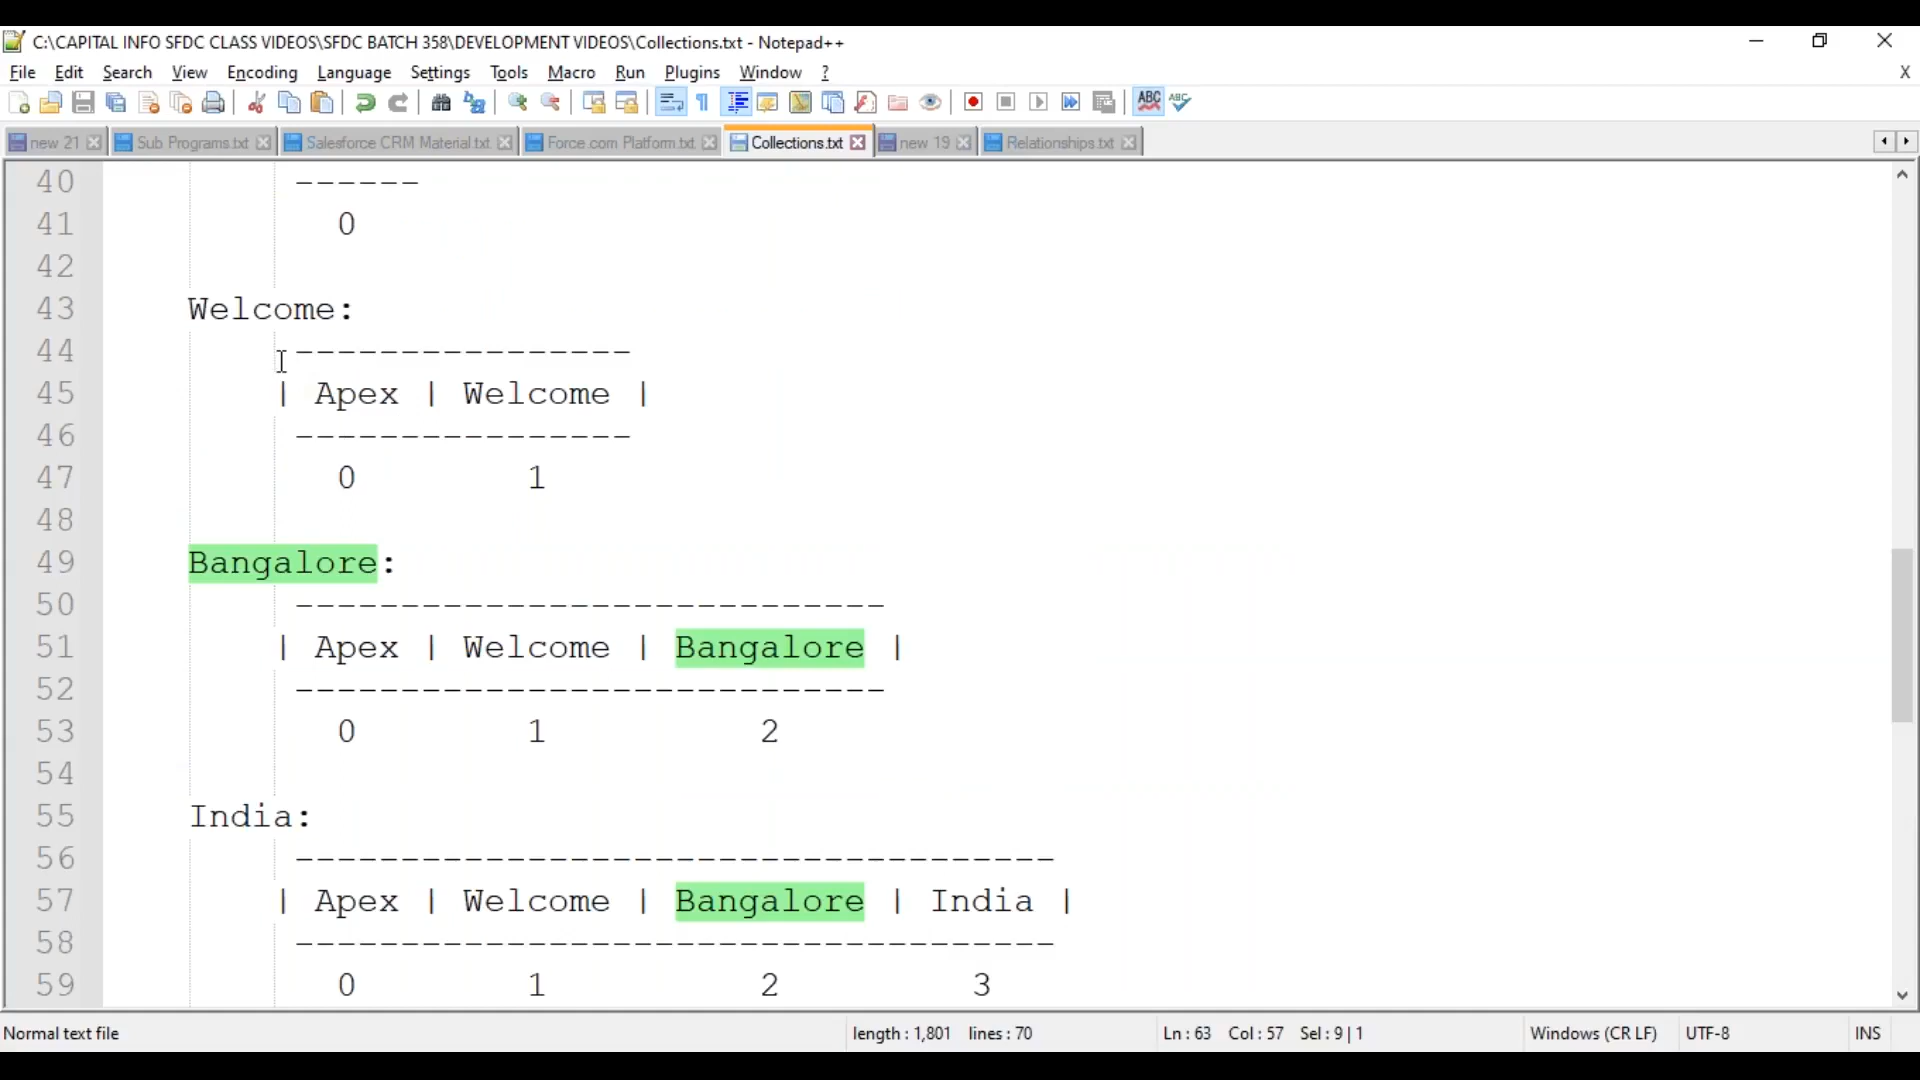 C:\CAPITAL INFO SFDC CLASS VIDEOS\SFDC BATCH 358\DEVELOPMENT VIDEOS\Collections.txt - Notepad++
File Edit Search View Encoding Language Settings Tools Macro Run Plugins Window ? X
new 21 Sub Programs.txt Salesforce CRM Material.txt Force.com Platform.txt Collections.txt new 19 Relationships.txt
40 ------
41 0
42
43 Welcome:
44 ----------------
45 | Apex | Welcome |
46 ----------------
47 0 1
48
49 Bangalore:
50 ----------------------------
51 | Apex | Welcome | Bangalore |
52 ----------------------------
53 0 1 2
54
55 India:
56 ------------------------------------
57 | Apex | Welcome | Bangalore | India |
58 ------------------------------------
59 0 1 2 3
Normal text file length : 1,801 lines : 70 Ln : 63 Col : 57 Sel : 9 | 1 Windows (CR LF) UTF-8 INS